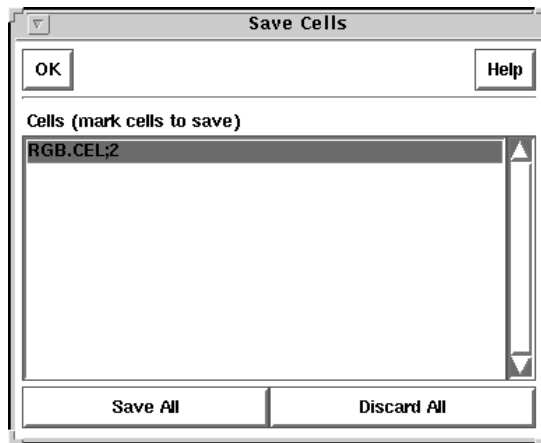 Save Cells
OK Help
Cells (mark cells to save)
RGB.CEL;2
Save All Discard All